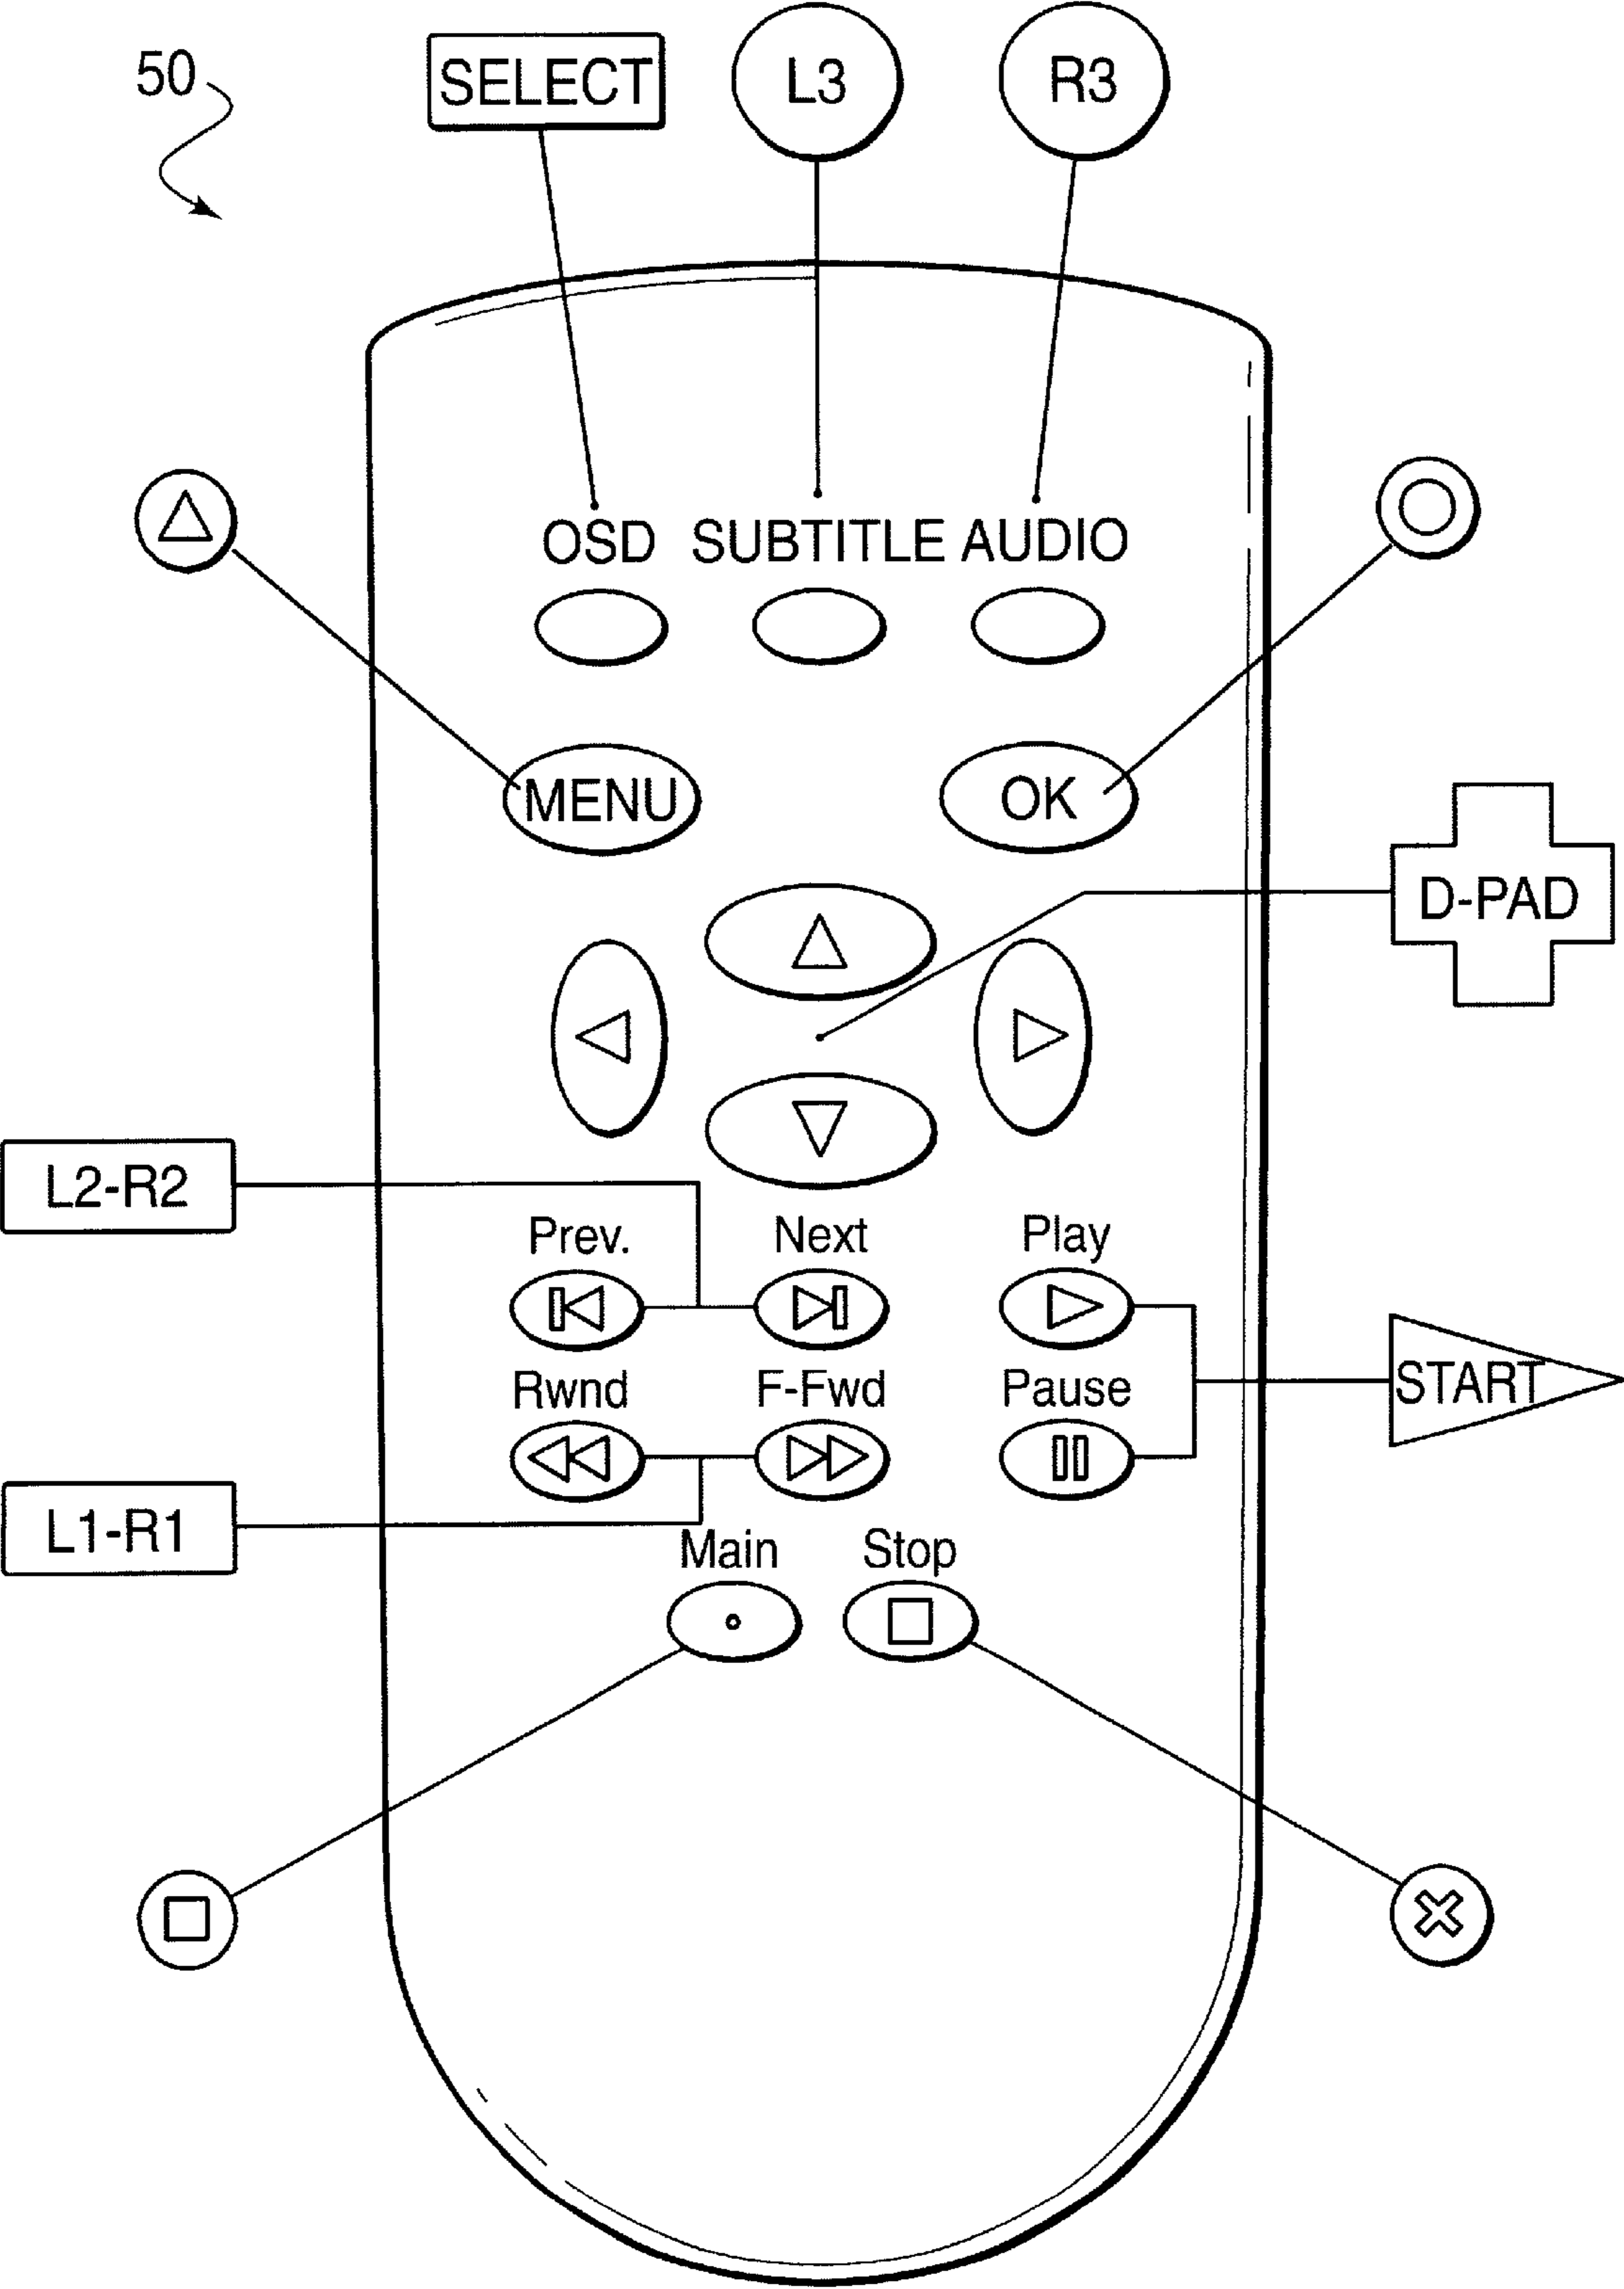 50
SELECT
L3
R3
OSD SUBTITLE AUDIO
MENU
OK
D-PAD
L2-R2
Prev.
Next
Play
Rwnd
F-Fwd
Pause
START
L1-R1
Main
Stop